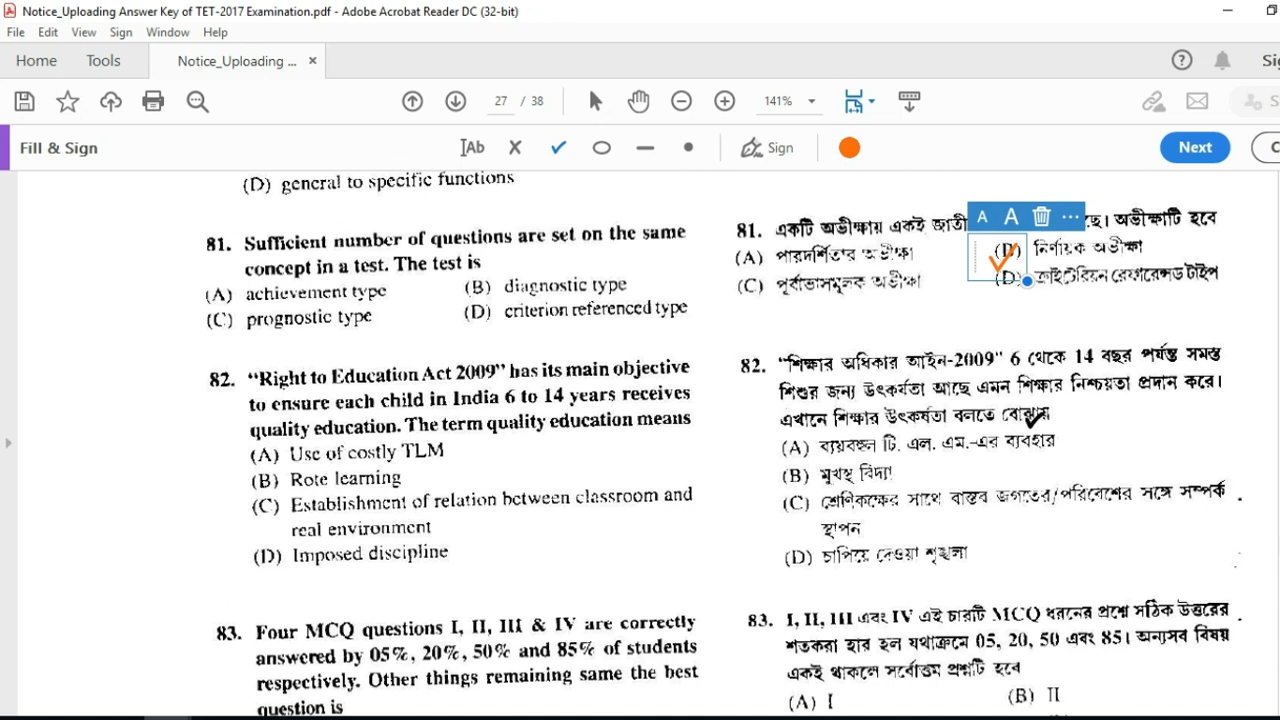 Notice_Uploading Answer Key of TET-2017 Examination.pdf - Adobe Acrobat Reader DC (32-bit)
File Edit View Sign Window Help
Home Tools Notice_Uploading ... ×
27 / 38 141%
Fill & Sign Ab Sign Next
(D) general to specific functions
81. Sufficient number of questions are set on the same
concept in a test. The test is
(A) achievement type (B) diagnostic type
(C) prognostic type (D) criterion referenced type
82. “Right to Education Act 2009” has its main objective
to ensure each child in India 6 to 14 years receives
quality education. The term quality education means
(A) Use of costly TLM
(B) Rote learning
(C) Establishment of relation between classroom and
real environment
(D) Imposed discipline
83. Four MCQ questions I, II, III & IV are correctly
answered by 05%, 20%, 50% and 85% of students
respectively. Other things remaining same the best
question is
A A ...
81. একটি অভীক্ষায় একই অভীক্ষাটি হবে
(A) পারদর্শিতার অভীক্ষা (B) নির্ণায়ক অভীক্ষা
(C) পূর্বাভাসমূলক অভীক্ষা (D) ক্রাইটেরিয়ন রেফারেন্সড টাইপ
82. “শিক্ষার অধিকার আইন-2009” 6 থেকে 14 বছর পর্যন্ত সমস্ত
শিশুর জন্য উৎকর্ষতা আছে এমন শিক্ষার নিশ্চয়তা প্রদান করে।
এখানে শিক্ষার উৎকর্ষতা বলতে বোঝায়
(A) ব্যয়বহুল টি. এল. এম.-এর ব্যবহার
(B) মুখস্থ বিদ্যা
(C) শ্রেণিকক্ষের সাথে বাস্তব জগতের/পরিবেশের সঙ্গে সম্পর্ক
স্থাপন
(D) চাপিয়ে দেওয়া শৃঙ্খলা
83. I, II, III এবং IV এই চারটি MCQ ধরনের প্রশ্নে সঠিক উত্তরের
শতকরা হার হল যথাক্রমে 05, 20, 50 এবং 85। অন্যসব বিষয়
একই থাকলে সর্বোত্তম প্রশ্নটি হবে
(A) I (B) II